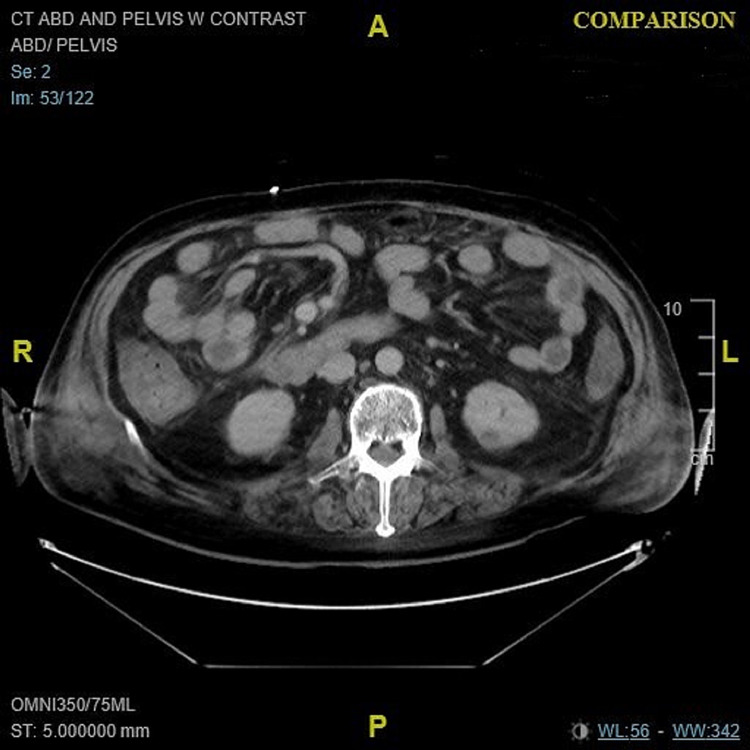 CT ABD AND PELVIS W CONTRAST
COMPARISON
ABD/ PELVIS
Se: 2
Im: 53/122
A
10
R
L
cm
OMNI350/75ML
ST: 5.000000 mm
P
WL:56 - WW:342